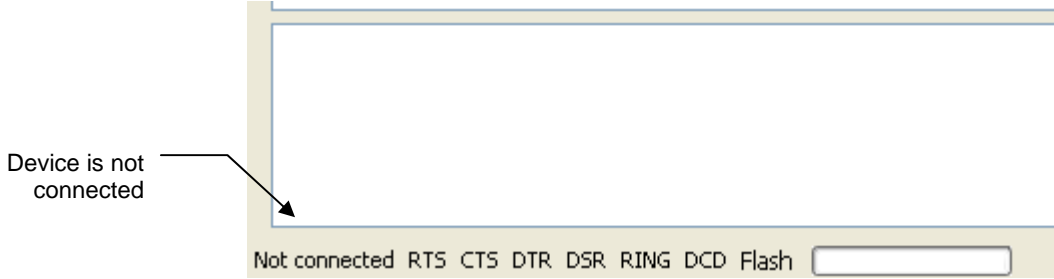 Device is not
connected
Not connected RTS CTS DTR DSR RING DCD Flash